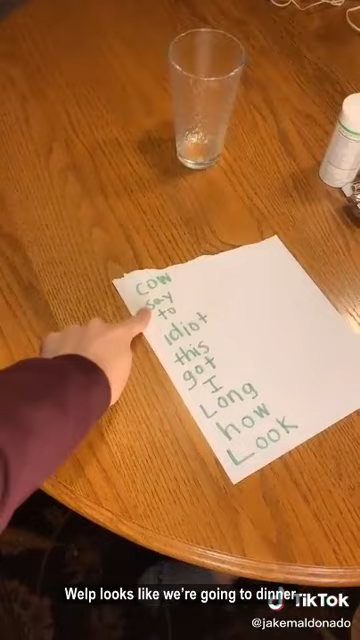 cow
say
to
Idiot
this
got
I
Long
how
Look
Welp looks like we're going to dinner...
TikTok
@jakemaldonado